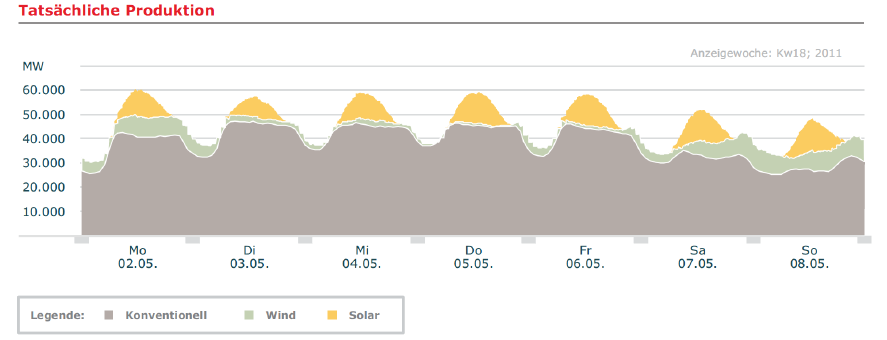 Tatsächliche Produktion
Anzeigewoche: Kw18; 2011
MW
60.000
50.000
40.000
30.000
20.000
10.000
Mo Di Mi Do Fr Sa So
02.05. 03.05. 04.05. 05.05. 06.05. 07.05. 08.05.
Legende: Konventionell Wind Solar